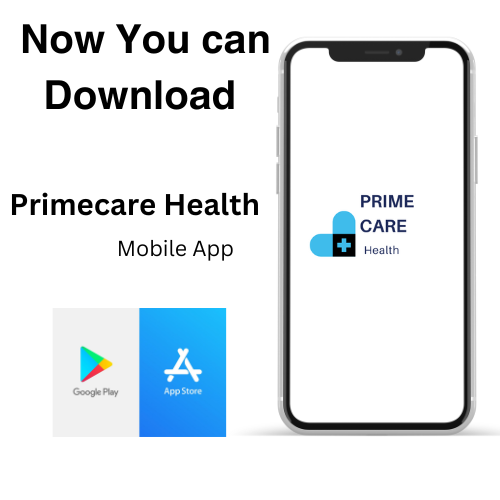 Now You can
Download
Primecare Health
Mobile App
Google Play
App Store
PRIME
CARE
Health